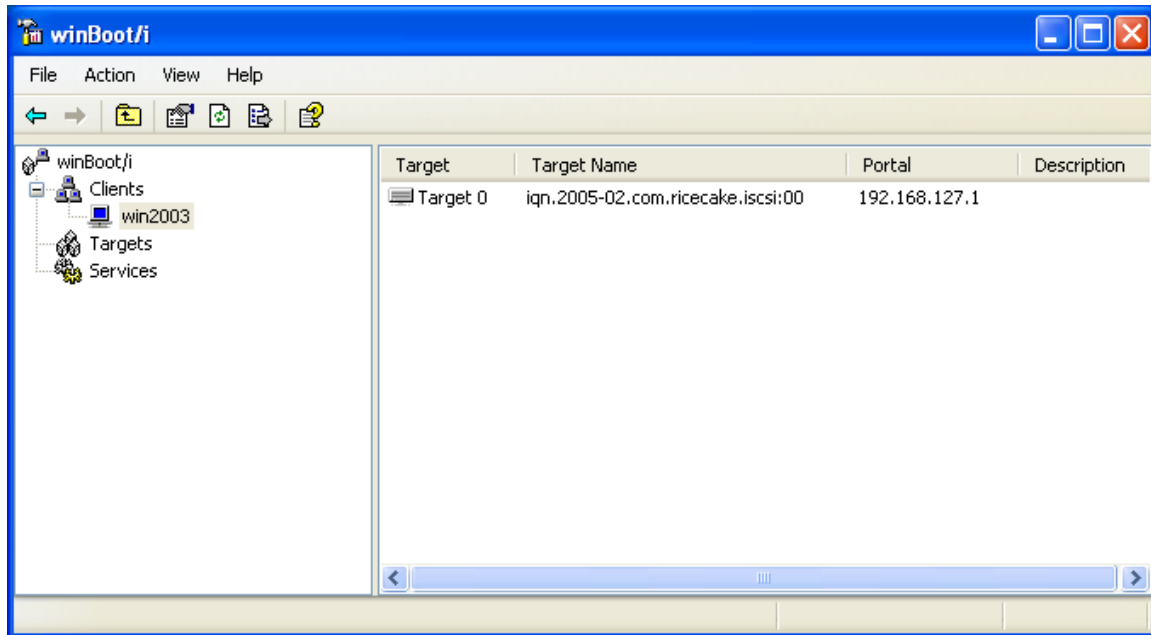 winBoot/i
File Action View Help
winBoot/i
Clients
win2003
Targets
Services
Target Target Name Portal Description
Target 0 iqn.2005-02.com.ricecake.iscsi:00 192.168.127.1